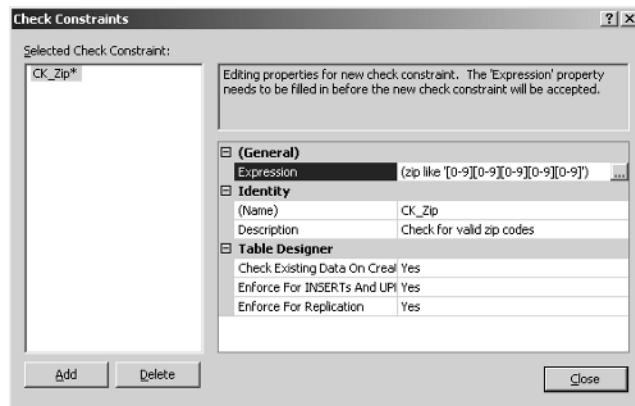 Check Constraints
Selected Check Constraint:
CK_Zip*
Editing properties for new check constraint. The 'Expression' property
needs to be filled in before the new check constraint will be accepted.
(General)
Expression (zip like '[0-9][0-9][0-9][0-9][0-9]') ...
Identity
(Name) CK_Zip
Description Check for valid zip codes
Table Designer
Check Existing Data On Creat Yes
Enforce For INSERTs And UPI Yes
Enforce For Replication Yes
Add Delete
Close